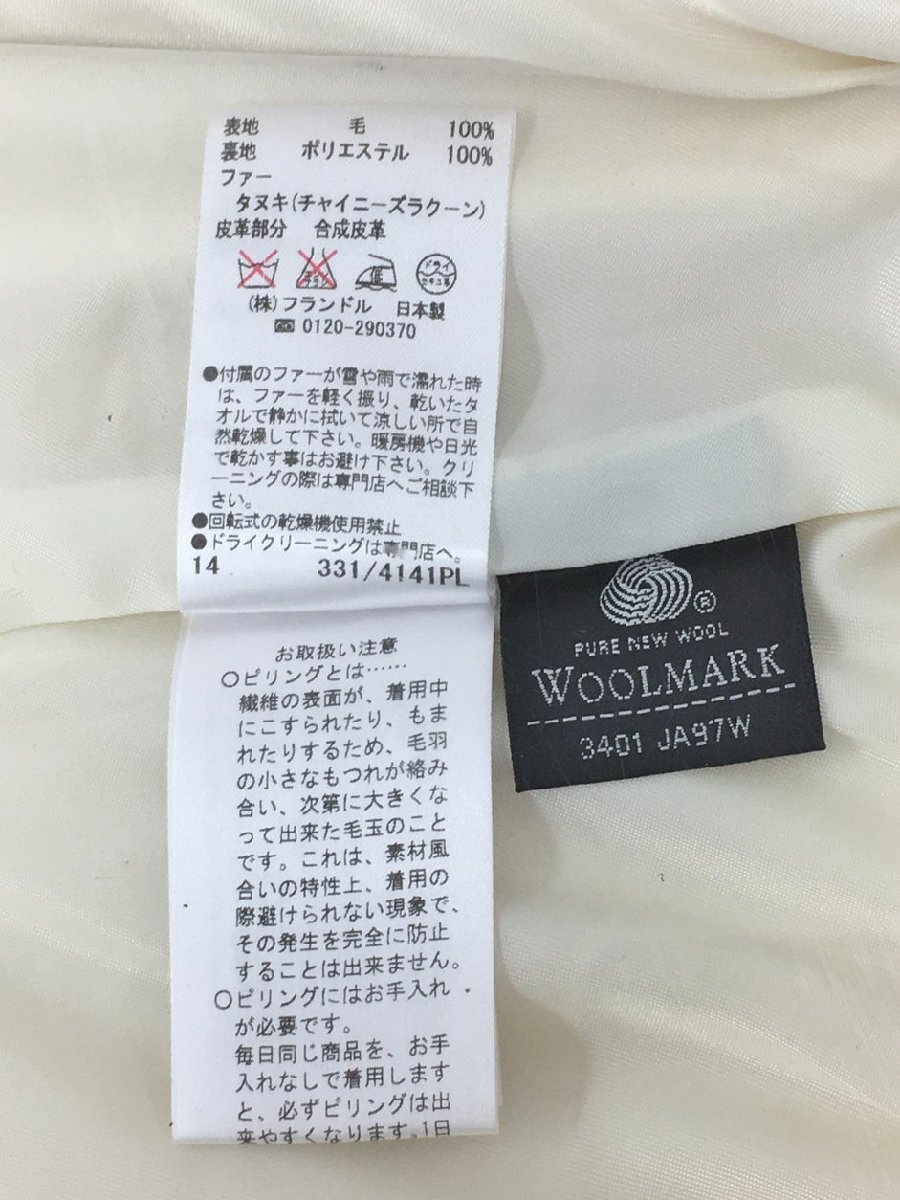 表地 毛 100%
裏地 ポリエステル 100%
ファー
タヌキ(チャイニーズラクーン)
皮革部分 合成皮革
エンソ
サラシ
低
ドライ
セキユ系
(株)フランドル 日本製
0120-290370
●付属のファーが雪や雨で濡れた時
は、ファーを軽く振り、乾いたタ
オルで静かに拭いて涼しい所で自
然乾燥して下さい。暖房機や日光
で乾かす事はお避け下さい。クリ
ーニングの際は専門店へご相談下
さい。
●回転式の乾燥機使用禁止
●ドライクリーニングは専門店へ。
14 331/4141PL
お取扱い注意
○ピリングとは……
繊維の表面が、着用中
にこすられたり、もま
れたりするため、毛羽
の小さなもつれが絡み
合い、次第に大きくな
って出来た毛玉のこと
です。これは、素材風
合いの特性上、着用の
際避けられない現象で、
その発生を完全に防止
することは出来ません。
○ピリングにはお手入れ
が必要です。
毎日同じ商品を、お手
入れなしで着用します
と、必ずピリングは出
来やすくなります。1日
®
PURE NEW WOOL
WOOLMARK
3401 JA97W